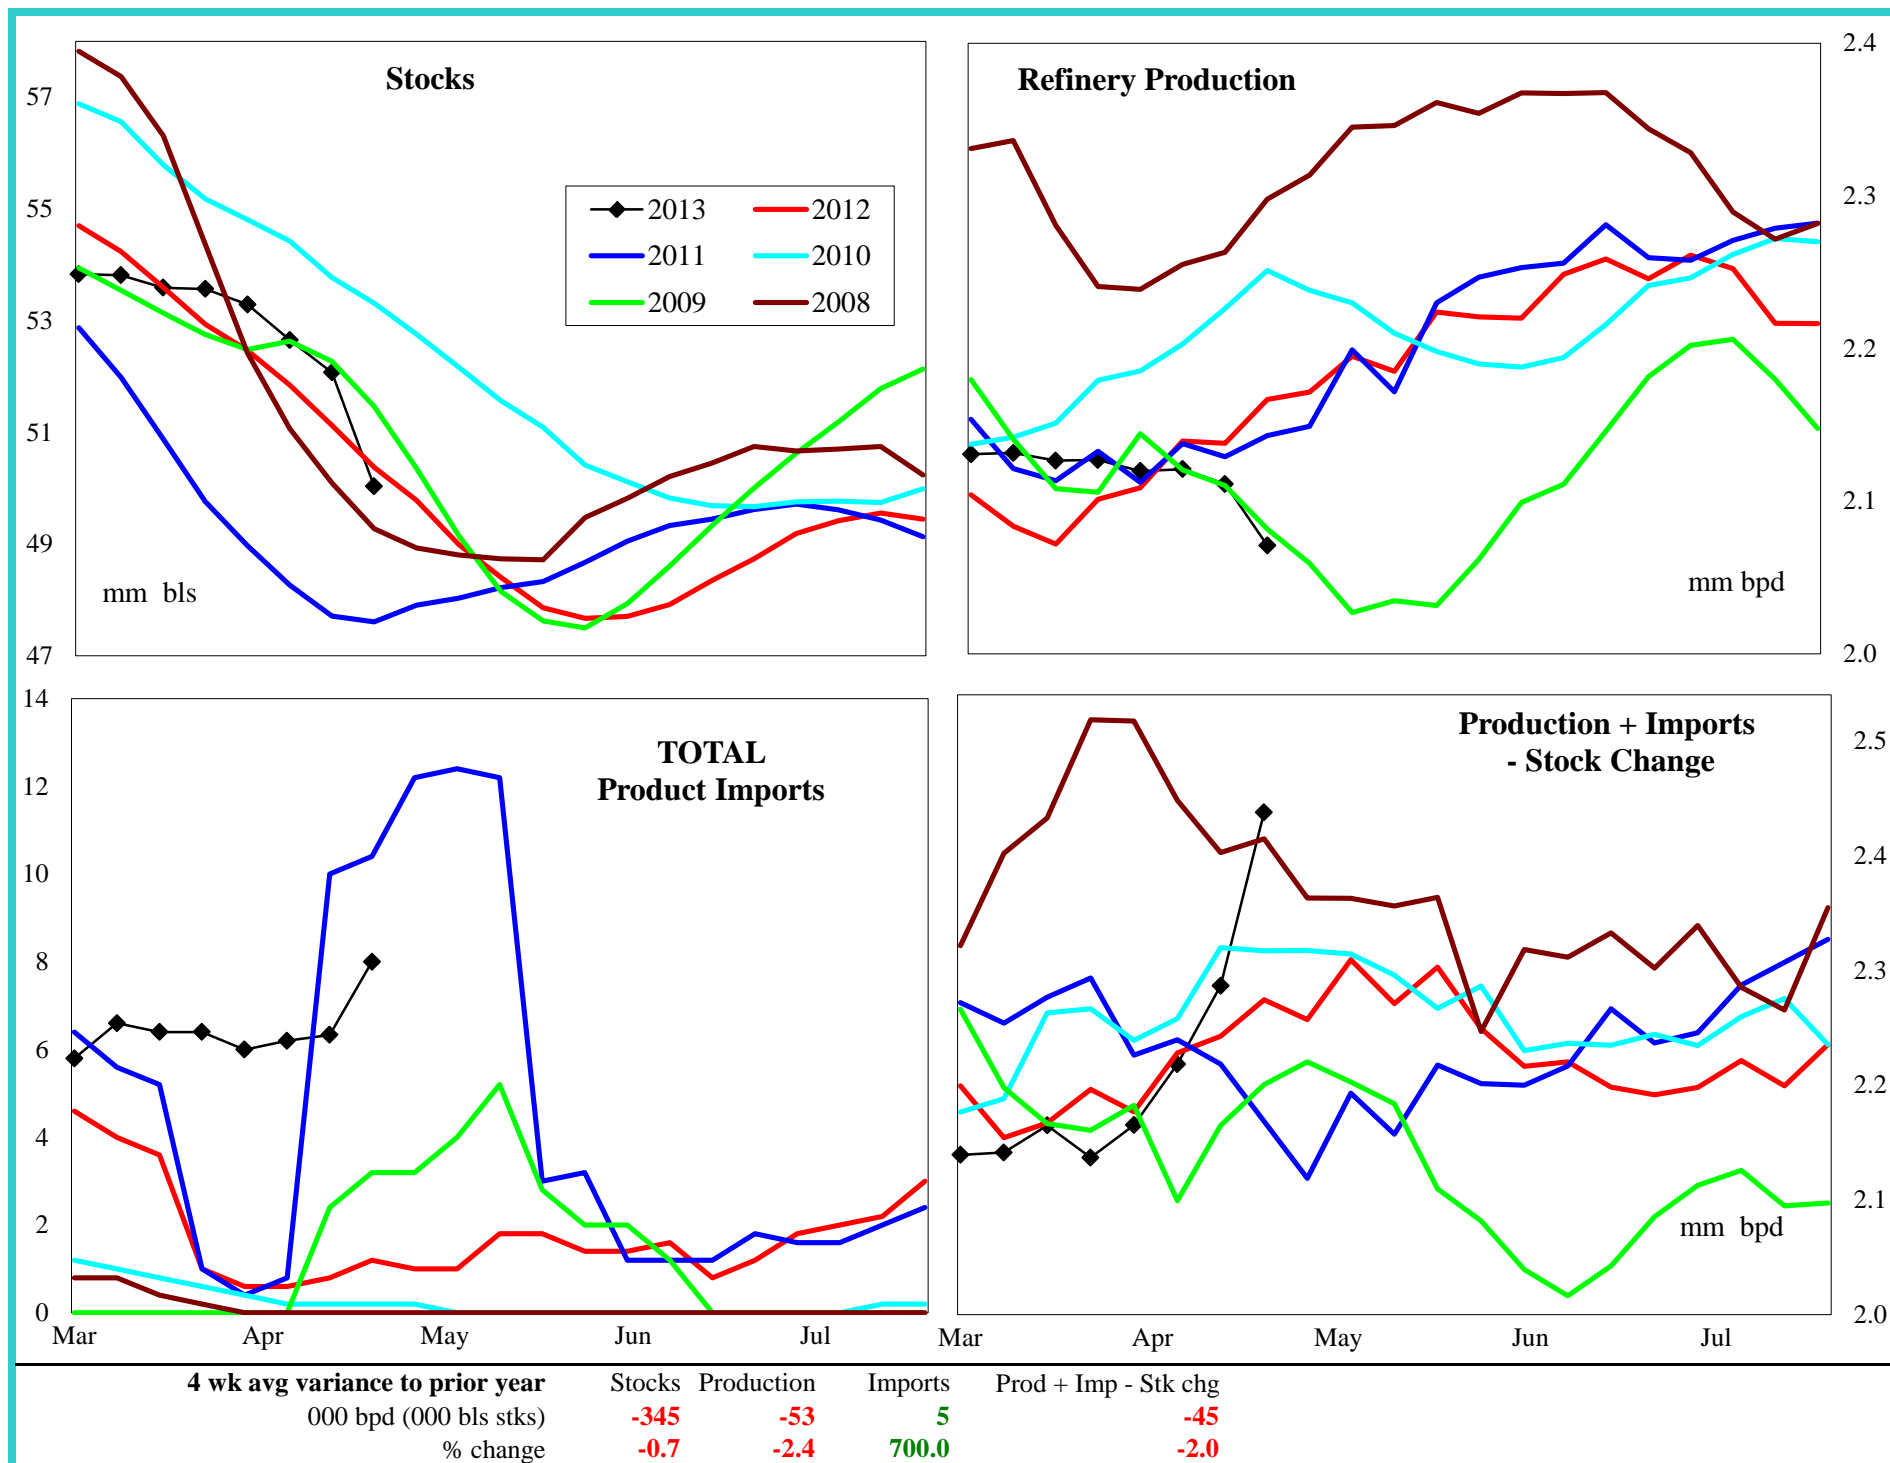 Stocks
57
55
53
51
49
47
mm bls
2013 2012
2011 2010
2009 2008
Refinery Production
2.4
2.3
2.2
2.1
2.0
mm bpd
TOTAL
Product Imports
14
12
10
8
6
4
2
0
Mar Apr May Jun Jul
Production + Imports
- Stock Change
2.5
2.4
2.3
2.2
2.1
2.0
mm bpd
Mar Apr May Jun Jul
4 wk avg variance to prior year Stocks Production Imports Prod + Imp - Stk chg
000 bpd (000 bls stks) -345 -53 5 -45
% change -0.7 -2.4 700.0 -2.0